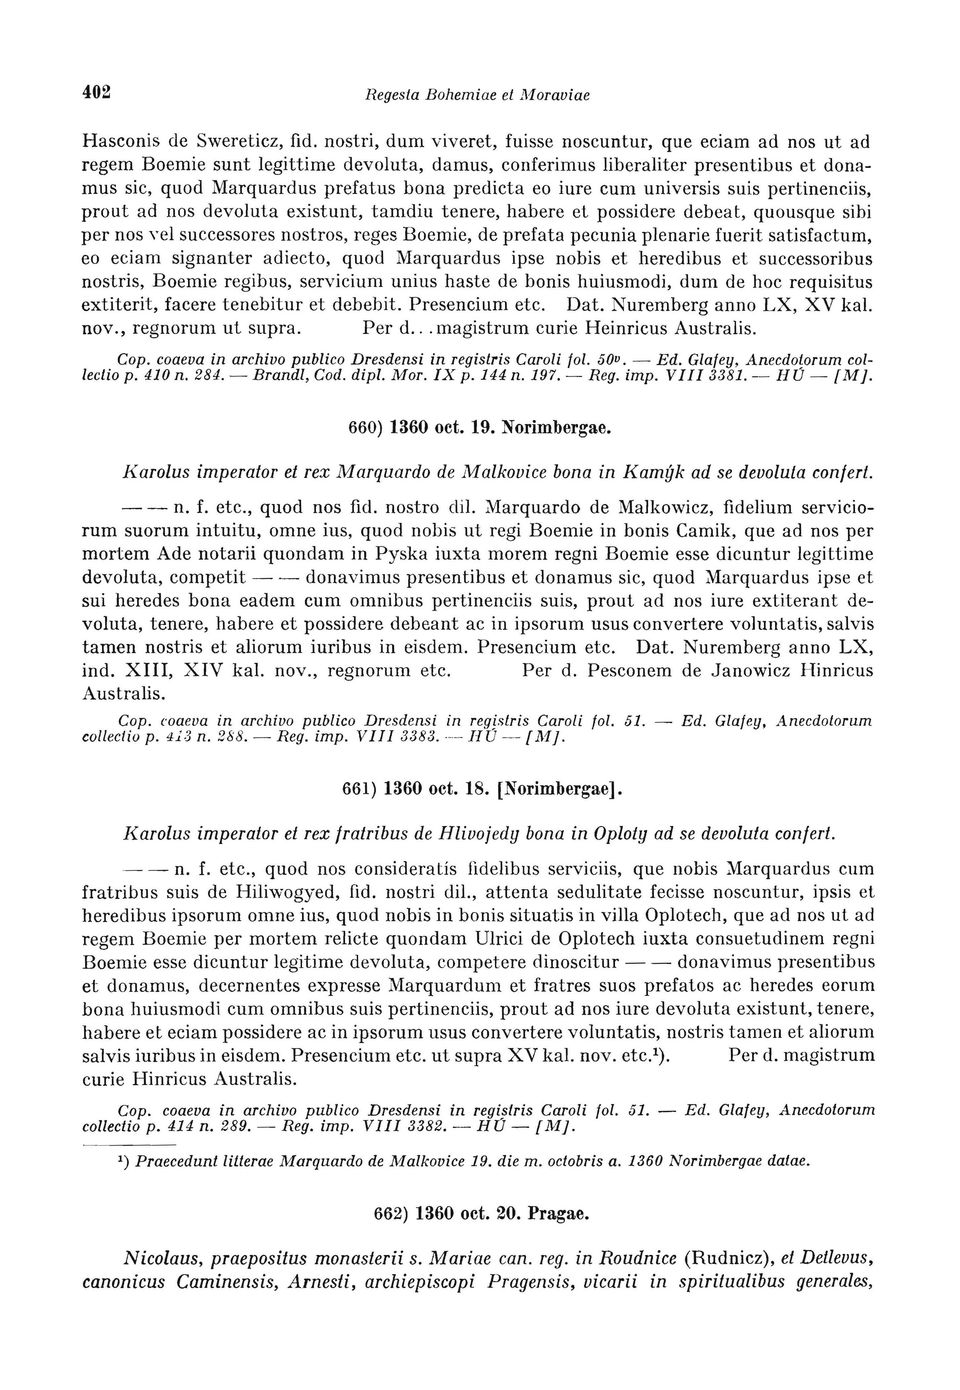 402 Regesta Bohemiae et Moraviae
Hasconis de Swereticz, fid. nostri, dum viveret, fuisse noscuntur, que eciam ad nos ut ad
regem Boemie sunt legittime devoluta, damus, conferimus liberaliter presentibus et dona-
mus sic, quod Marquardus prefatus bona predicta eo iure cum universis suis pertinenciis,
prout ad nos devoluta existunt, tamdiu tenere, habere et possidere debeat, quousque sibi
per nos vel successores nostros, reges Boemie, de prefata pecunia plenarie fuerit satisfactum,
eo eciam signanter adiecto, quod Marquardus ipse nobis et heredibus et successoribus
nostris, Boemie regibus, servicium unius haste de bonis huiusmodi, dum de hoc requisitus
extiterit, facere tenebitur et debebit. Presencium etc. Dat. Nuremberg anno LX, XV kal.
nov., regnorum ut supra. Per d... magistrum curie Heinricus Australis.
Cop. coaeva in archivo publico Dresdensi in registris Caroli fol. 50v. — Ed. Glafey, Anecdotorum col-
lectio p. 410 n. 284. — Brandl, Cod. dipl. Mor. IX p. 144 n. 197. — Reg. imp. VIII 3381. — HÚ — [M].
660) 1360 oct. 19. Norimbergae.
Karolus imperator et rex Marquardo de Malkovice bona in Kamýk ad se devoluta confert.
— — n. f. etc., quod nos fid. nostro dil. Marquardo de Malkowicz, fidelium servicio-
rum suorum intuitu, omne ius, quod nobis ut regi Boemie in bonis Camik, que ad nos per
mortem Ade notarii quondam in Pyska iuxta morem regni Boemie esse dicuntur legittime
devoluta, competit — — donavimus presentibus et donamus sic, quod Marquardus ipse et
sui heredes bona eadem cum omnibus pertinenciis suis, prout ad nos iure extiterant de-
voluta, tenere, habere et possidere debeant ac in ipsorum usus convertere voluntatis, salvis
tamen nostris et aliorum iuribus in eisdem. Presencium etc. Dat. Nuremberg anno LX,
ind. XIII, XIV kal. nov., regnorum etc. Per d. Pesconem de Janowicz Hinricus
Australis.
Cop. coaeva in archivo publico Dresdensi in registris Caroli fol. 51. — Ed. Glafey, Anecdotorum
collectio p. 413 n. 288. — Reg. imp. VIII 3383. — HÚ — [M].
661) 1360 oct. 18. [Norimbergae].
Karolus imperator et rex fratribus de Hlivojedy bona in Oploty ad se devoluta confert.
— — n. f. etc., quod nos consideratis fidelibus serviciis, que nobis Marquardus cum
fratribus suis de Hiliwogyed, fid. nostri dil., attenta sedulitate fecisse noscuntur, ipsis et
heredibus ipsorum omne ius, quod nobis in bonis situatis in villa Oplotech, que ad nos ut ad
regem Boemie per mortem relicte quondam Ulrici de Oplotech iuxta consuetudinem regni
Boemie esse dicuntur legitime devoluta, competere dinoscitur — — donavimus presentibus
et donamus, decernentes expresse Marquardum et fratres suos prefatos ac heredes eorum
bona huiusmodi cum omnibus suis pertinenciis, prout ad nos iure devoluta existunt, tenere,
habere et eciam possidere ac in ipsorum usus convertere voluntatis, nostris tamen et aliorum
salvis iuribus in eisdem. Presencium etc. ut supra XV kal. nov. etc.¹). Per d. magistrum
curie Hinricus Australis.
Cop. coaeva in archivo publico Dresdensi in registris Caroli fol. 51. — Ed. Glafey, Anecdotorum
collectio p. 414 n. 289. — Reg. imp. VIII 3382. — HÚ — [M].
¹) Praecedunt litterae Marquardo de Malkovice 19. die m. octobris a. 1360 Norimbergae datae.
662) 1360 oct. 20. Pragae.
Nicolaus, praepositus monasterii s. Mariae can. reg. in Roudnice (Rudnicz), et Detlevus,
canonicus Caminensis, Arnesti, archiepiscopi Pragensis, vicarii in spiritualibus generales,